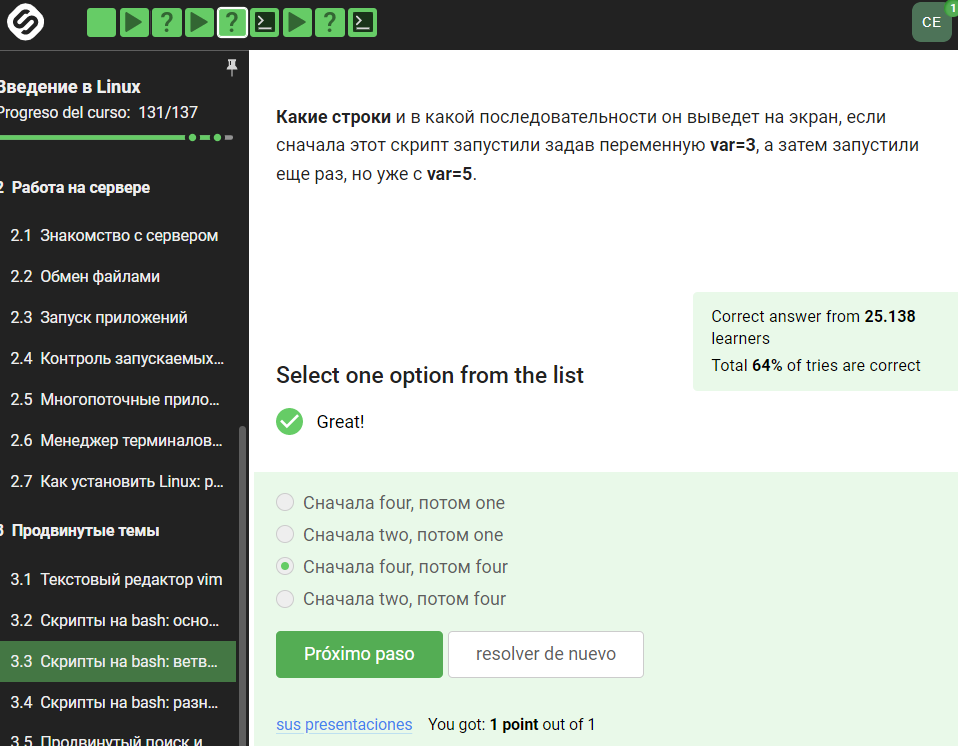 CE
1
Введение в Linux
Progreso del curso: 131/137
2 Работа на сервере
2.1 Знакомство с сервером
2.2 Обмен файлами
2.3 Запуск приложений
2.4 Контроль запускаемых...
2.5 Многопоточные прило...
2.6 Менеджер терминалов...
2.7 Как установить Linux: р...
3 Продвинутые темы
3.1 Текстовый редактор vim
3.2 Скрипты на bash: осно...
3.3 Скрипты на bash: ветв...
3.4 Скрипты на bash: разн...
3.5 Продвинутый поиск и
Какие строки и в какой последовательности он выведет на экран, если
сначала этот скрипт запустили задав переменную var=3, а затем запустили
еще раз, но уже с var=5.
Correct answer from 25.138
learners
Total 64% of tries are correct
Select one option from the list
Great!
Сначала four, потом one
Сначала two, потом one
Сначала four, потом four
Сначала two, потом four
Próximo paso
resolver de nuevo
sus presentaciones You got: 1 point out of 1